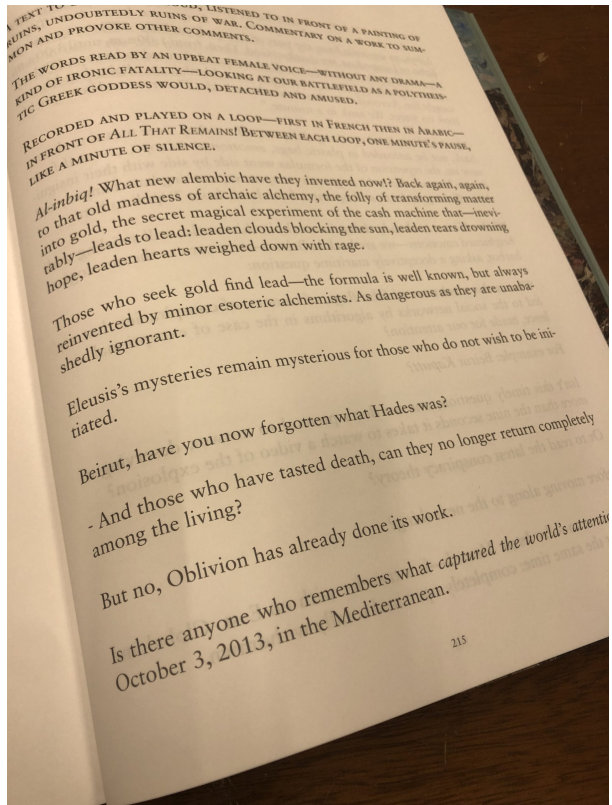 A TEXT TO LISTENED TO IN FRONT OF A PAINTING OF
RUINS, UNDOUBTEDLY RUINS OF WAR. COMMENTARY ON A WORK TO SUM-
MON AND PROVOKE OTHER COMMENTS.
THE WORDS READ BY AN UPBEAT FEMALE VOICE—WITHOUT ANY DRAMA—A
KIND OF IRONIC FATALITY—LOOKING AT OUR BATTLEFIELD AS A POLYTHEIS-
TIC GREEK GODDESS WOULD, DETACHED AND AMUSED.
RECORDED AND PLAYED ON A LOOP—FIRST IN FRENCH THEN IN ARABIC—
IN FRONT OF ALL THAT REMAINS! BETWEEN EACH LOOP, ONE MINUTE'S PAUSE,
LIKE A MINUTE OF SILENCE.
Al-inbiq! What new alembic have they invented now!? Back again, again,
to that old madness of archaic alchemy, the folly of transforming matter
into gold, the secret magical experiment of the cash machine that—inevi-
tably—leads to lead: leaden clouds blocking the sun, leaden tears drowning
hope, leaden hearts weighed down with rage.
Those who seek gold find lead—the formula is well known, but always
reinvented by minor esoteric alchemists. As dangerous as they are unaba-
shedly ignorant.
Eleusis's mysteries remain mysterious for those who do not wish to be ini-
tiated.
Beirut, have you now forgotten what Hades was?
- And those who have tasted death, can they no longer return completely
among the living?
But no, Oblivion has already done its work.
Is there anyone who remembers what captured the world's
October 3, 2013, in the Mediterranean.
215